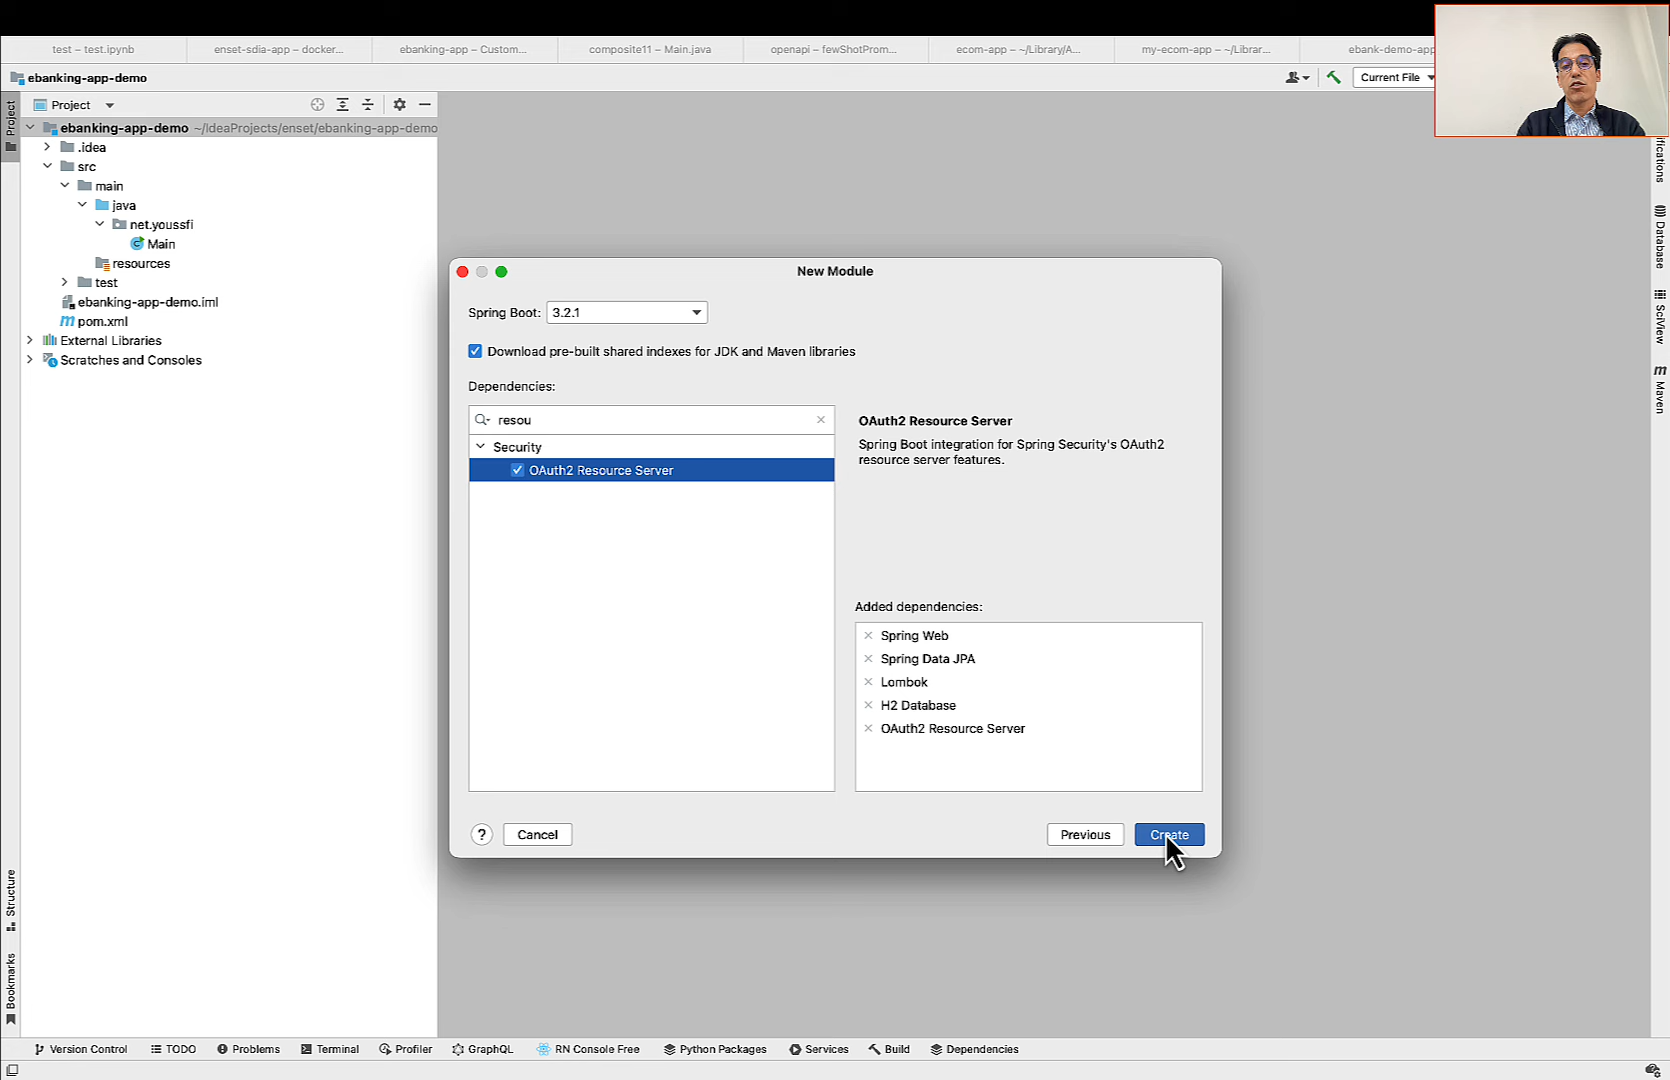 test – test.ipynb
enset-sdia-app – docker...
ebanking-app – Custom...
composite11 – Main.java
openapi – fewShotProm...
ecom-app – ~/Library/A...
my-ecom-app – ~/Librar...
ebank-demo-app
ebanking-app-demo
Current File
Project
Project
ebanking-app-demo ~/IdeaProjects/enset/ebanking-app-demo
.idea
src
main
java
net.youssfi
Main
resources
test
ebanking-app-demo.iml
pom.xml
External Libraries
Scratches and Consoles
New Module
Spring Boot: 3.2.1
Download pre-built shared indexes for JDK and Maven libraries
Dependencies:
resou
Security
OAuth2 Resource Server
OAuth2 Resource Server
Spring Boot integration for Spring Security's OAuth2
resource server features.
Added dependencies:
Spring Web
Spring Data JPA
Lombok
H2 Database
OAuth2 Resource Server
?
Cancel
Previous
Create
ifications
Database
SciView
Maven
Structure
Bookmarks
Version Control
TODO
Problems
Terminal
Profiler
GraphQL
RN Console Free
Python Packages
Services
Build
Dependencies